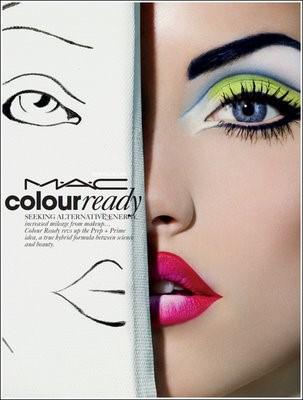 M·A·C
colourready
SEEKING ALTERNATIVE ENERGY.
increased mileage from makeup...
Colour Ready revs up the Prep + Prime
idea, a true hybrid formula between science
and beauty.